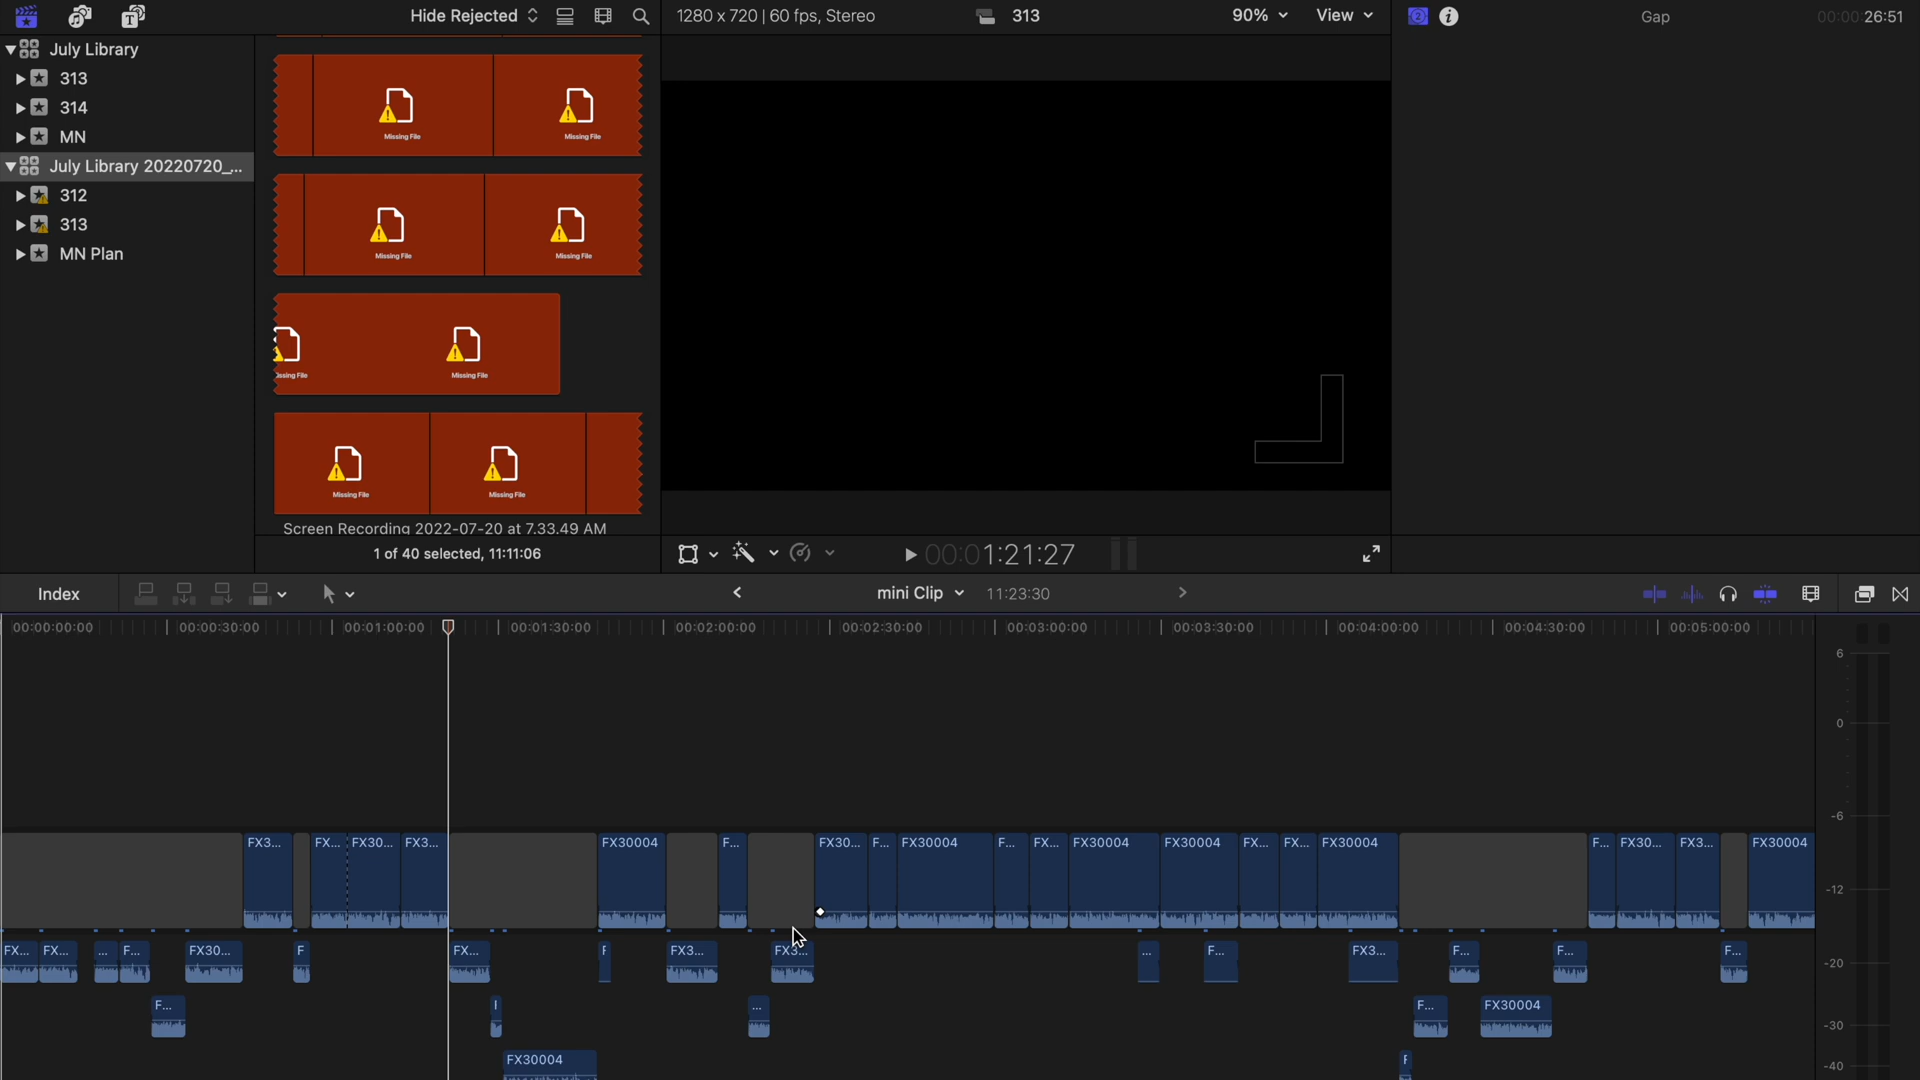 Hide Rejected
1280 x 720 | 60 fps, Stereo
313
90%
View
Gap
00:00:26:51
July Library
313
314
MN
July Library 20220720_...
312
313
MN Plan
Missing File
Missing File
Missing File
Missing File
ssing File
Missing File
Missing File
Missing File
Screen Recording 2022-07-20 at 7.33.49 AM
1 of 40 selected, 11:11:06
00:01:21:27
Index
mini Clip
11:23:30
00:00:00:00
00:00:30:00
00:01:00:00
00:01:30:00
00:02:00:00
00:02:30:00
00:03:00:00
00:03:30:00
00:04:00:00
00:04:30:00
00:05:00:00
6
0
-6
-12
-20
-30
-40
FX3...
FX...
FX30...
FX3...
FX30004
F...
FX30...
F...
FX30004
F...
FX...
FX30004
FX30004
FX...
FX...
FX30004
F...
FX30...
FX3...
FX30004
FX...
FX...
...
F...
FX30...
F
FX...
F
FX3...
FX3...
...
F...
FX3...
F...
F...
F...
F...
...
F...
FX30004
FX30004
F